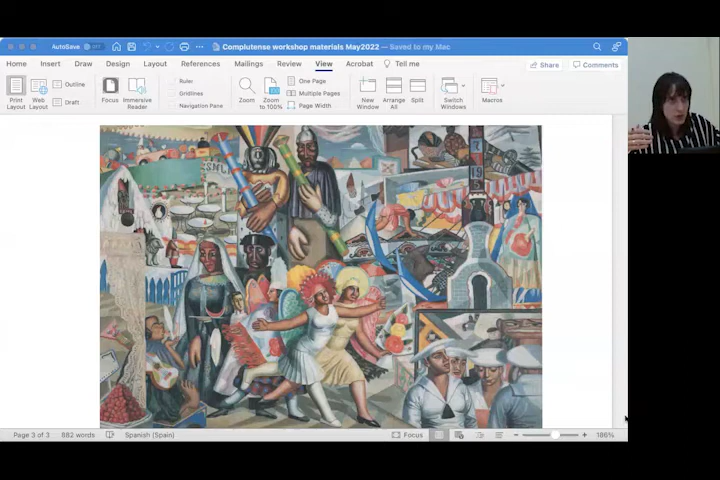 AutoSave OFF Complutense workshop materials May2022 — Saved to my Mac
Home Insert Draw Design Layout References Mailings Review View Acrobat Tell me Share Comments
Print Layout
Web Layout
Outline
Draft
Focus
Immersive Reader
Ruler
Gridlines
Navigation Pane
Zoom
Zoom to 100%
One Page
Multiple Pages
Page Width
New Window
Arrange All
Split
Switch Windows
Macros
Page 3 of 3 882 words Spanish (Spain) Focus 186%